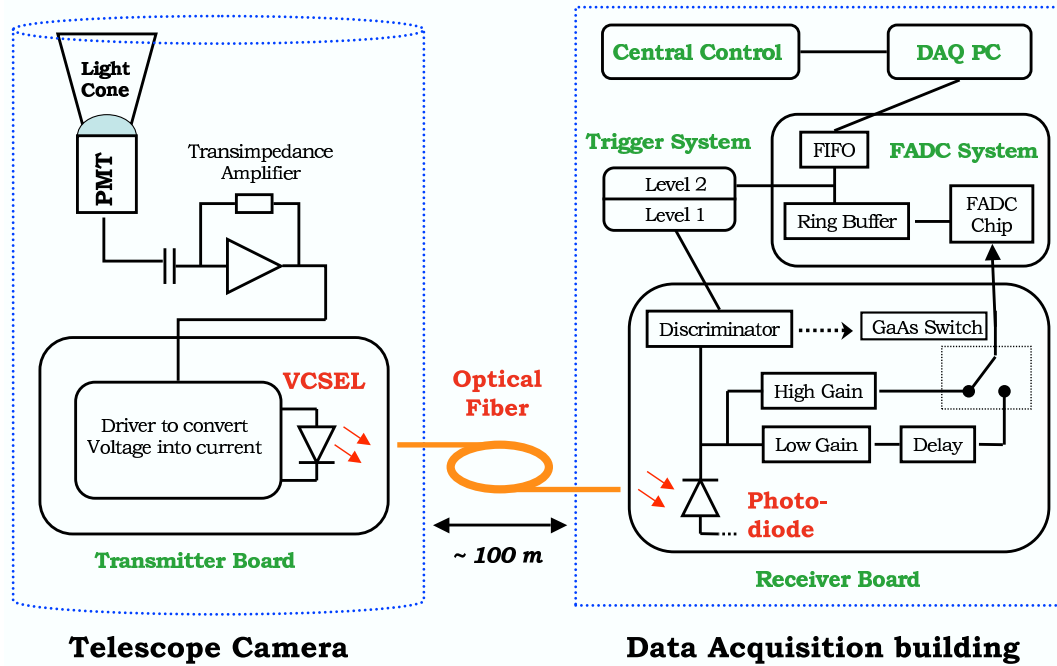 Light
Cone
PMT
Transimpedance
Amplifier
VCSEL
Driver to convert
Voltage into current
Transmitter Board
Telescope Camera
Optical
Fiber
~ 100 m
Central Control
DAQ PC
Trigger System
Level 2
Level 1
FIFO
FADC System
Ring Buffer
FADC
Chip
Discriminator
GaAs Switch
High Gain
Low Gain
Delay
Photo-
diode
Receiver Board
Data Acquisition building